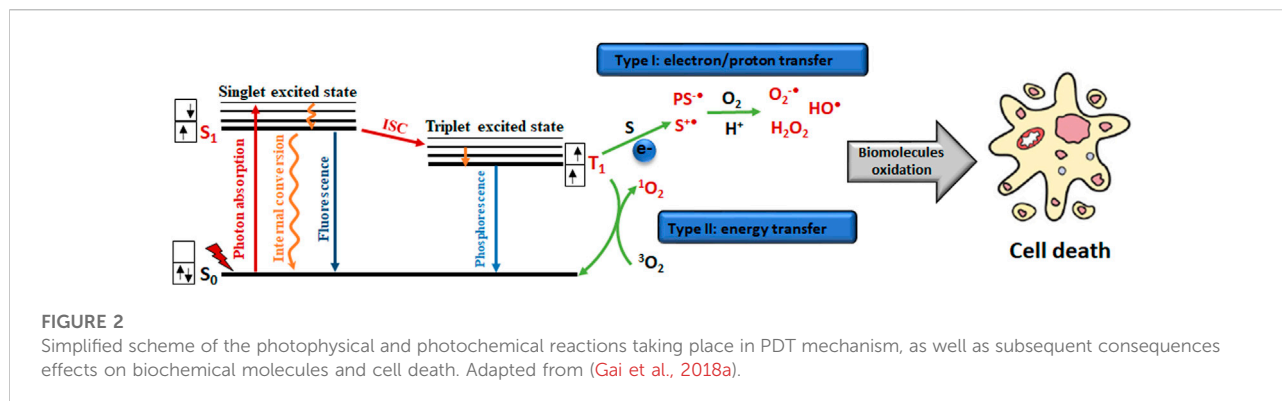 Type I: electron/proton transfer
Singlet excited state
S₁
ISC
Triplet excited state
T₁
S
e-
PS⁻•
S⁺•
O₂
H⁺
O₂⁻•
HO•
H₂O₂
Photon absorption
Internal conversion
Fluorescence
Phosphorescence
¹O₂
Type II: energy transfer
³O₂
S₀
Biomolecules
oxidation
Cell death
FIGURE 2
Simplified scheme of the photophysical and photochemical reactions taking place in PDT mechanism, as well as subsequent consequences
effects on biochemical molecules and cell death. Adapted from (Gai et al., 2018a).